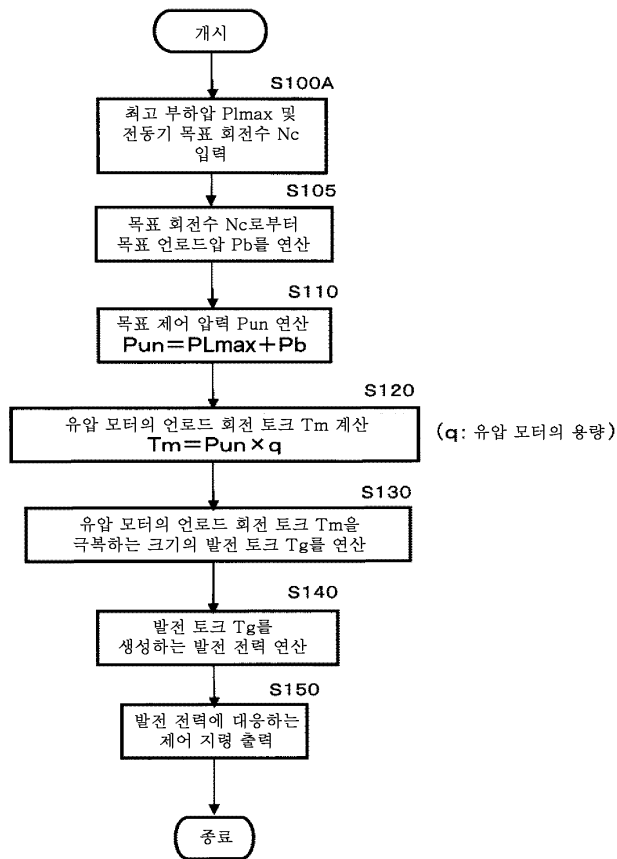 개시
S100A
최고 부하압 Plmax 및
전동기 목표 회전수 Nc
입력
S105
목표 회전수 Nc로부터
목표 언로드압 Pb를 연산
S110
목표 제어 압력 Pun 연산
Pun=PLmax+Pb
S120
유압 모터의 언로드 회전 토크 Tm 계산
Tm=Pun×q
(q: 유압 모터의 용량)
S130
유압 모터의 언로드 회전 토크 Tm을
극복하는 크기의 발전 토크 Tg를 연산
S140
발전 토크 Tg를
생성하는 발전 전력 연산
S150
발전 전력에 대응하는
제어 지령 출력
종료